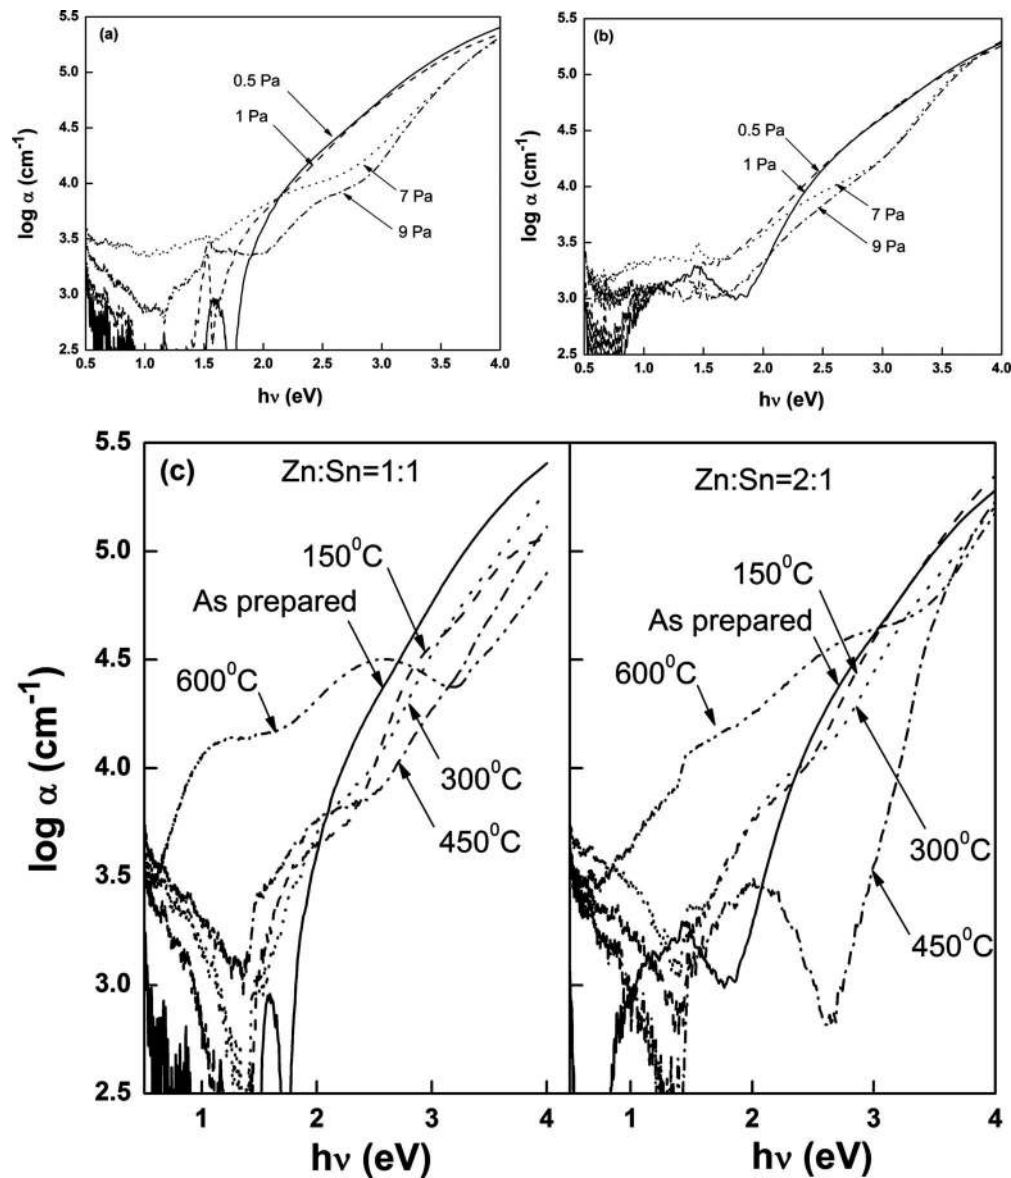 (a)
5.5
5.0
4.5
4.0
3.5
3.0
2.5
log α (cm⁻¹)
0.5 Pa
1 Pa
7 Pa
9 Pa
0.5 1.0 1.5 2.0 2.5 3.0 3.5 4.0
hν (eV)
(b)
5.5
5.0
4.5
4.0
3.5
3.0
2.5
log α (cm⁻¹)
0.5 Pa
1 Pa
7 Pa
9 Pa
0.5 1.0 1.5 2.0 2.5 3.0 3.5 4.0
hν (eV)
(c) Zn:Sn=1:1
5.5
5.0
4.5
4.0
3.5
3.0
2.5
log α (cm⁻¹)
150⁰C
As prepared
600⁰C
300⁰C
450⁰C
1 2 3 4
hν (eV)
Zn:Sn=2:1
150⁰C
As prepared
600⁰C
300⁰C
450⁰C
1 2 3 4
hν (eV)